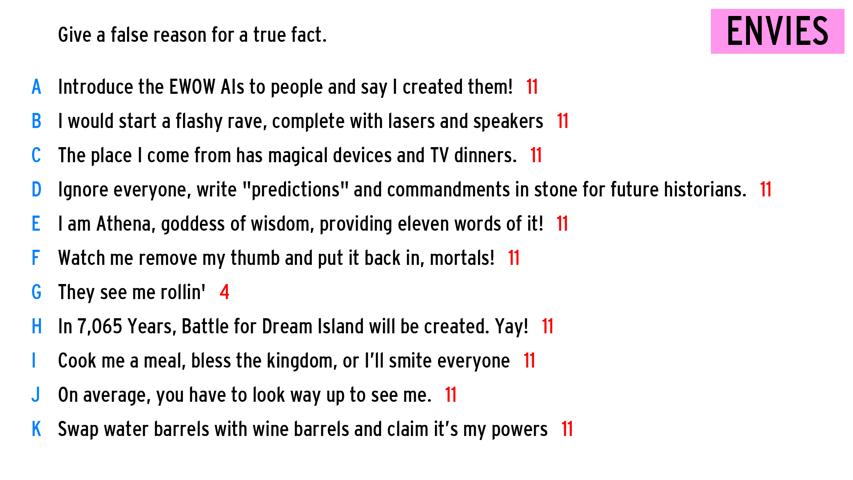 Give a false reason for a true fact.
ENVIES
A Introduce the EWOW AIs to people and say I created them! 11
B I would start a flashy rave, complete with lasers and speakers 11
C The place I come from has magical devices and TV dinners. 11
D Ignore everyone, write "predictions" and commandments in stone for future historians. 11
E I am Athena, goddess of wisdom, providing eleven words of it! 11
F Watch me remove my thumb and put it back in, mortals! 11
G They see me rollin' 4
H In 7,065 Years, Battle for Dream Island will be created. Yay! 11
I Cook me a meal, bless the kingdom, or I’ll smite everyone 11
J On average, you have to look way up to see me. 11
K Swap water barrels with wine barrels and claim it’s my powers 11